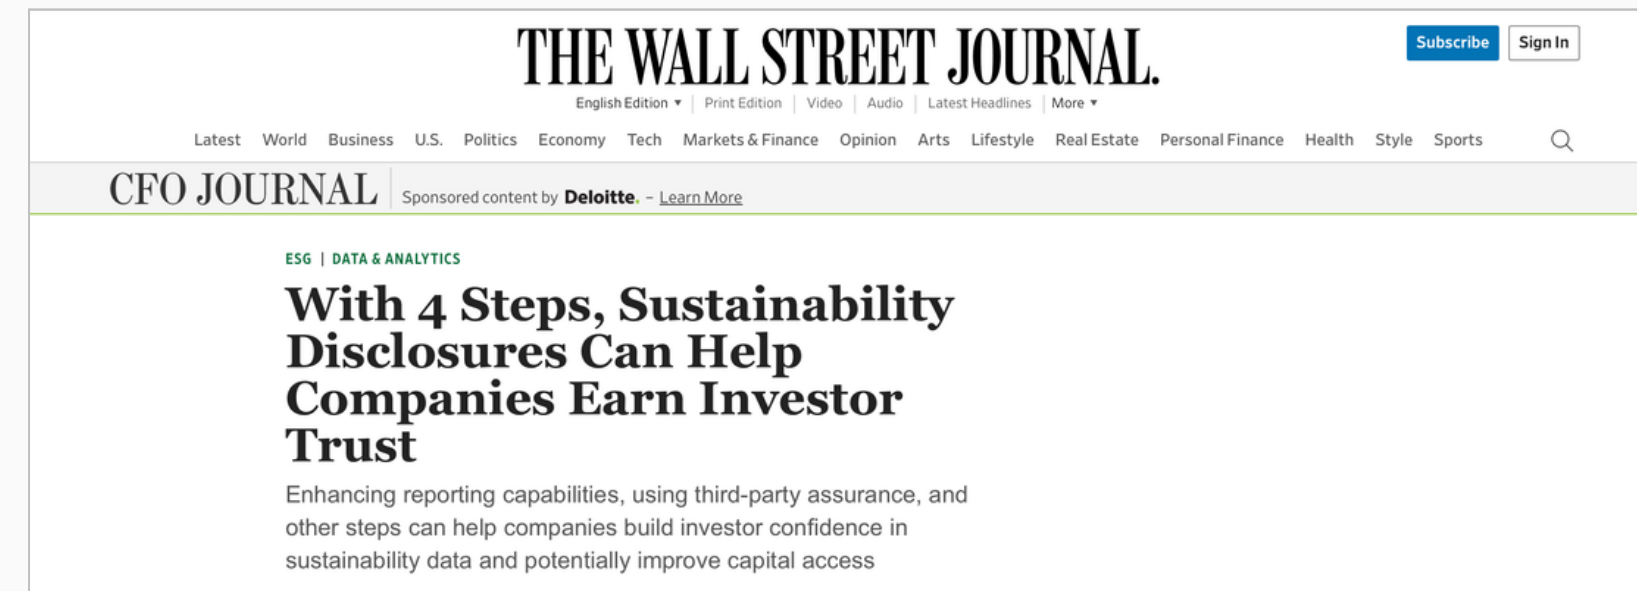 THE WALL STREET JOURNAL.
Subscribe
Sign In
English Edition ▼ | Print Edition | Video | Audio | Latest Headlines | More ▼
Latest World Business U.S. Politics Economy Tech Markets & Finance Opinion Arts Lifestyle Real Estate Personal Finance Health Style Sports
CFO JOURNAL | Sponsored content by Deloitte. – Learn More
ESG | DATA & ANALYTICS
With 4 Steps, Sustainability
Disclosures Can Help
Companies Earn Investor
Trust
Enhancing reporting capabilities, using third-party assurance, and
other steps can help companies build investor confidence in
sustainability data and potentially improve capital access